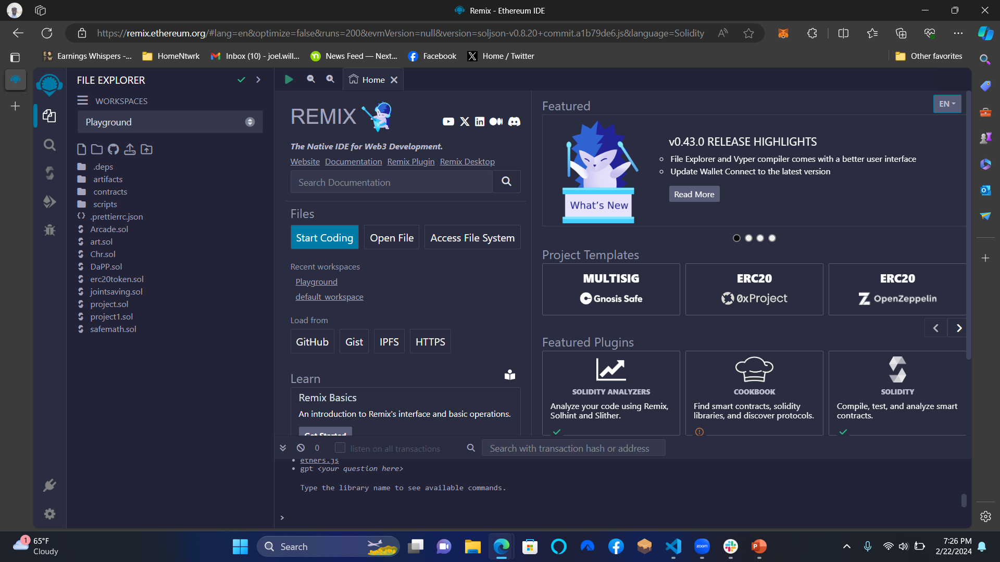 Remix - Ethereum IDE
https://remix.ethereum.org/#lang=en&optimize=false&runs=200&evmVersion=null&version=soljson-v0.8.20+commit.a1b79de6.js&language=Solidity
Earnings Whispers -...
HomeNtwrk
Inbox (10) - joel.will...
News Feed — Next...
Facebook
Home / Twitter
Other favorites
FILE EXPLORER
WORKSPACES
Playground
.deps
artifacts
contracts
scripts
.prettierrc.json
Arcade.sol
art.sol
Chr.sol
DaPP.sol
erc20token.sol
jointsaving.sol
project.sol
project1.sol
safemath.sol
Home
REMIX
The Native IDE for Web3 Development.
Website Documentation Remix Plugin Remix Desktop
Search Documentation
Files
Start Coding
Open File
Access File System
Recent workspaces
Playground
default_workspace
Load from
GitHub
Gist
IPFS
HTTPS
Learn
Remix Basics
An introduction to Remix's interface and basic operations.
Get Started
Featured
EN
What's New
v0.43.0 RELEASE HIGHLIGHTS
File Explorer and Vyper compiler comes with a better user interface
Update Wallet Connect to the latest version
Read More
Project Templates
MULTISIG
Gnosis Safe
ERC20
0xProject
ERC20
OpenZeppelin
Featured Plugins
SOLIDITY ANALYZERS
Analyze your code using Remix,
Solhint and Slither.
COOKBOOK
Find smart contracts, solidity
libraries, and discover protocols.
SOLIDITY
Compile, test, and analyze smart
contracts.
0
listen on all transactions
Search with transaction hash or address
ethers.js
gpt <your question here>
Type the library name to see available commands.
>
1
65°F
Cloudy
Search
zoom
7:26 PM
2/22/2024